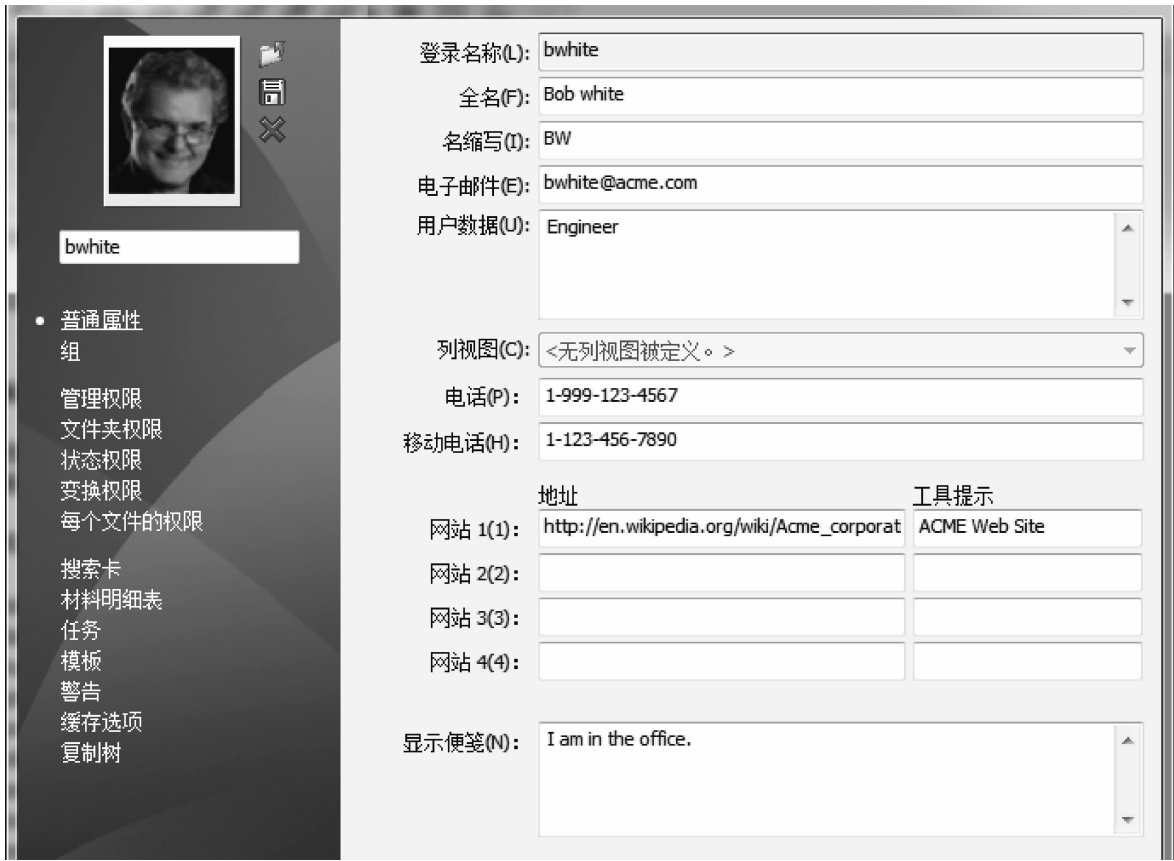 bwhite
普通属性
组
管理权限
文件夹权限
状态权限
变换权限
每个文件的权限
搜索卡
材料明细表
任务
模板
警告
缓存选项
复制树
登录名称(L): bwhite
全名(F): Bob white
名缩写(I): BW
电子邮件(E): bwhite@acme.com
用户数据(U): Engineer
列视图(C): <无列视图被定义。>
电话(P): 1-999-123-4567
移动电话(H): 1-123-456-7890
地址 工具提示
网站 1(1): http://en.wikipedia.org/wiki/Acme_corporat ACME Web Site
网站 2(2):
网站 3(3):
网站 4(4):
显示便笺(N): I am in the office.